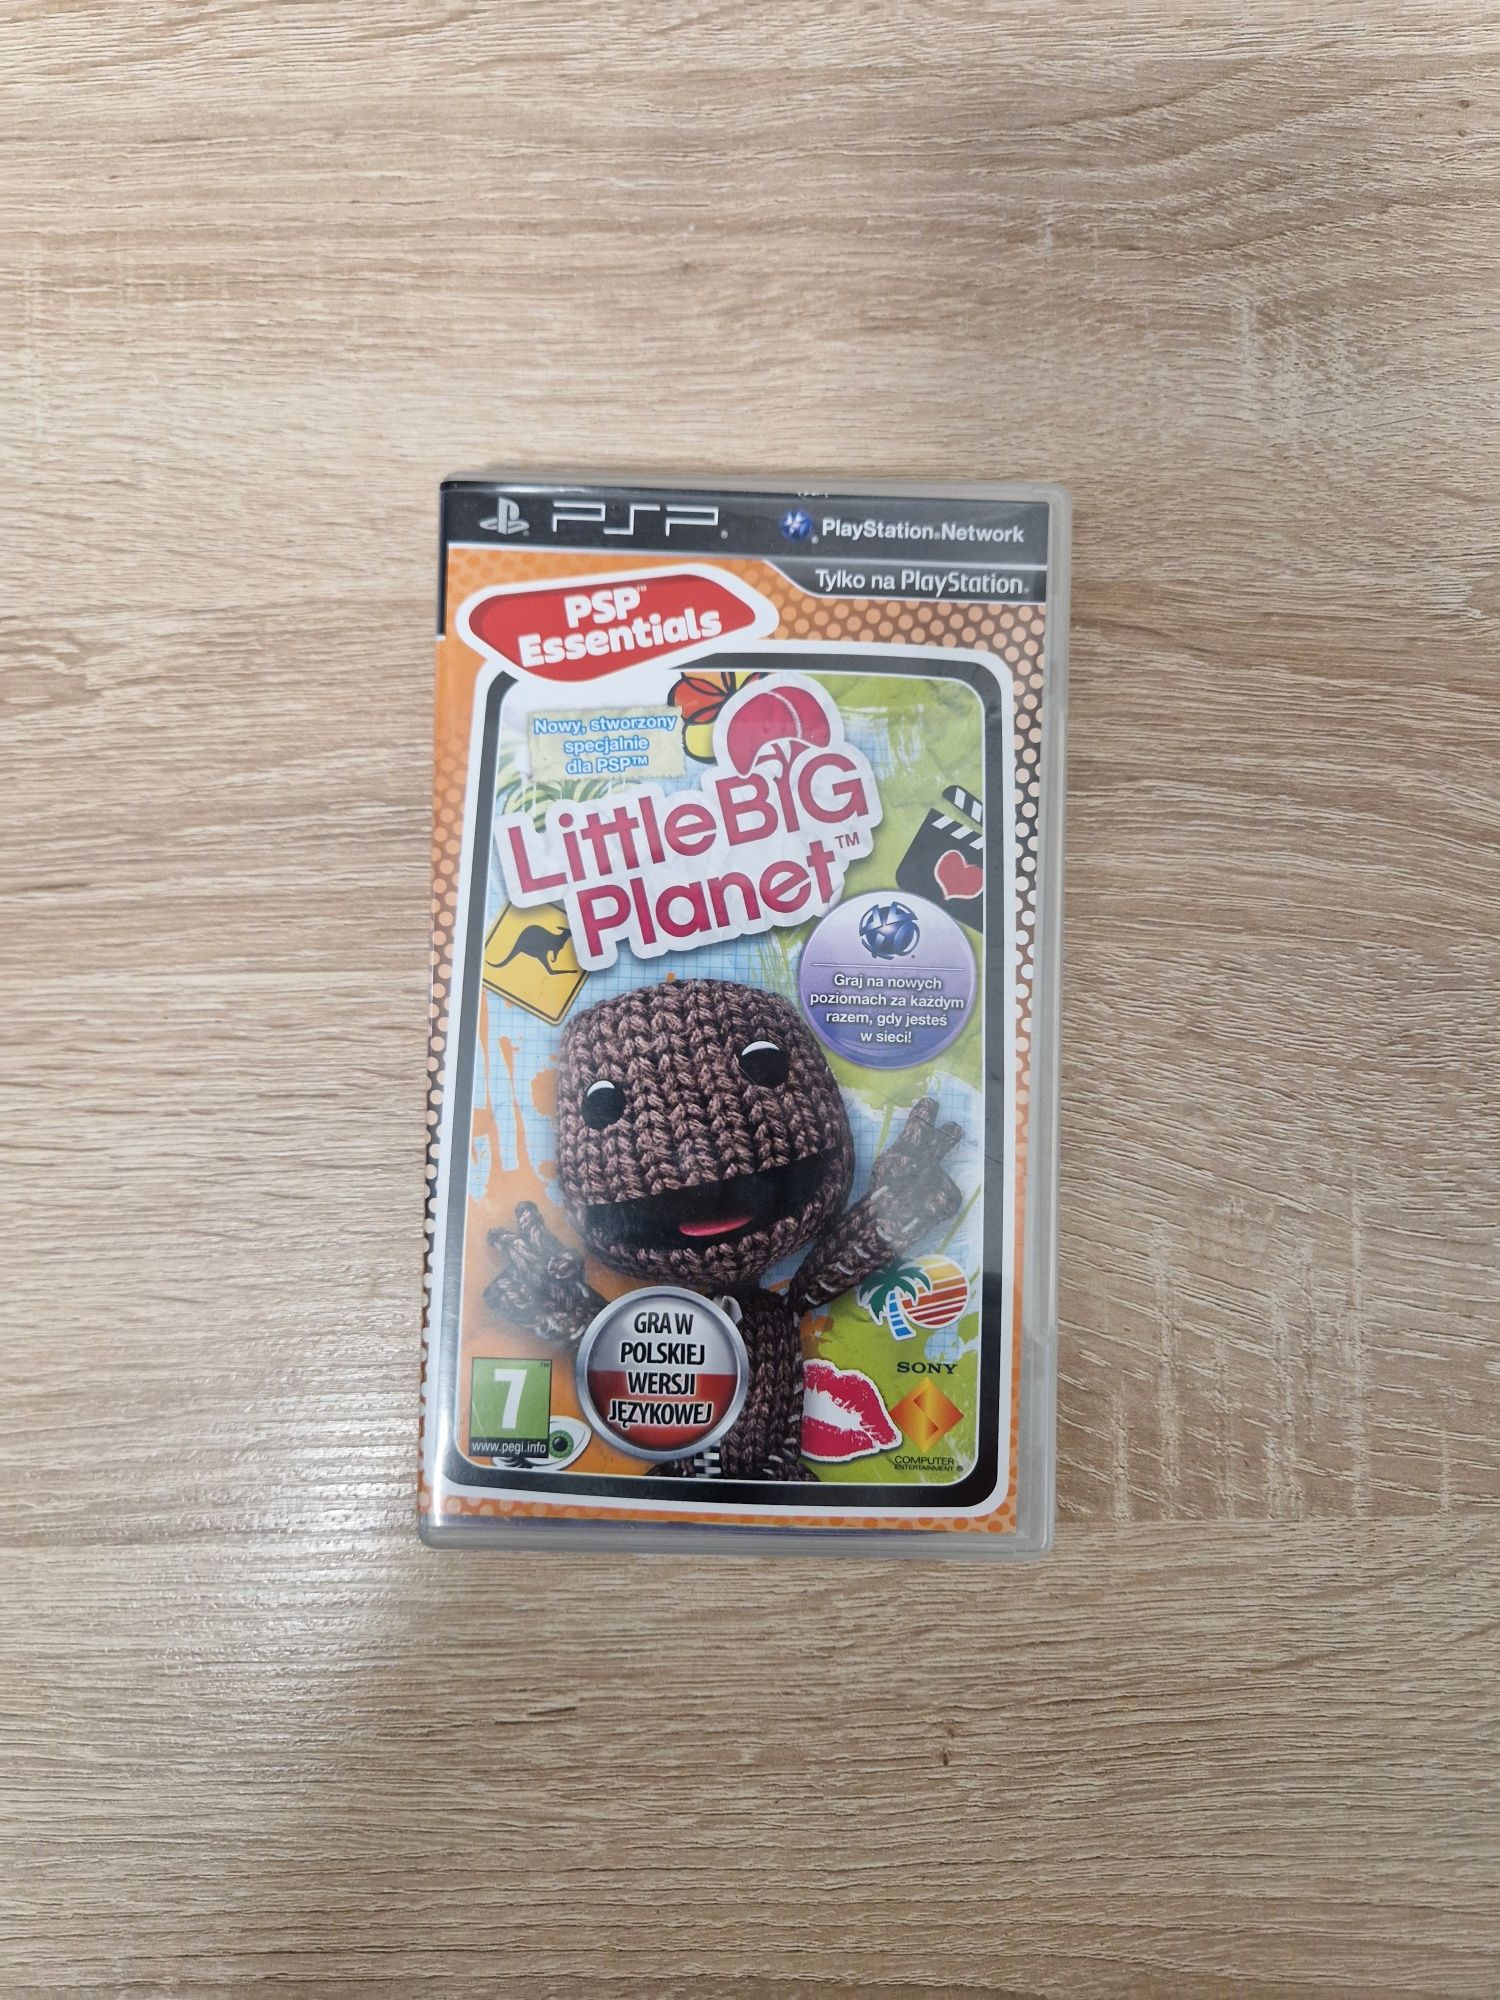 PSP
PlayStation®Network
Tylko na PlayStation®
PSP™
Essentials
Nowy, stworzony
specjalnie
dla PSP™
LittleBIG
Planet™
Graj na nowych
poziomach za każdym
razem, gdy jesteś
w sieci!
GRA W
POLSKIEJ
WERSJI
JĘZYKOWEJ
7
www.pegi.info
SONY
COMPUTER
ENTERTAINMENT ®